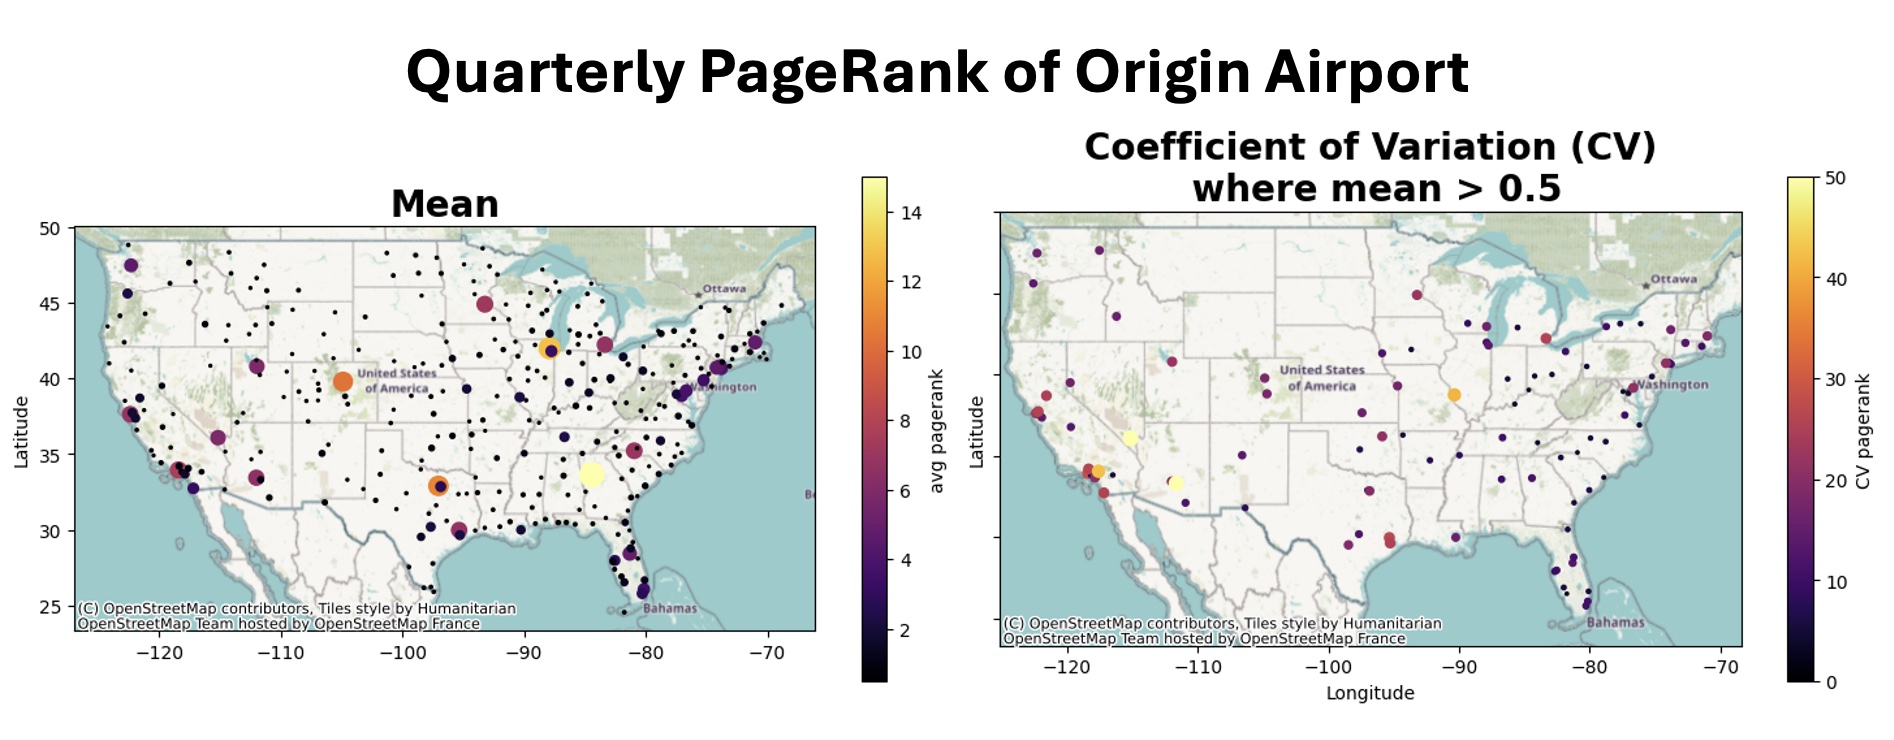 Quarterly PageRank of Origin Airport
Mean
50
45
40
35
30
25
Latitude
−120
−110
−100
−90
−80
−70
United States
of America
Ottawa
Washington
Bahamas
Be
(C) OpenStreetMap contributors, Tiles style by Humanitarian
OpenStreetMap Team hosted by OpenStreetMap France
14
12
10
8
6
4
2
avg pagerank
Coefficient of Variation (CV)
where mean > 0.5
Latitude
United States
of America
Ottawa
Washington
Bahamas
(C) OpenStreetMap contributors, Tiles style by Humanitarian
OpenStreetMap Team hosted by OpenStreetMap France
−120
−110
−100
−90
−80
−70
Longitude
50
40
30
20
10
0
CV pagerank